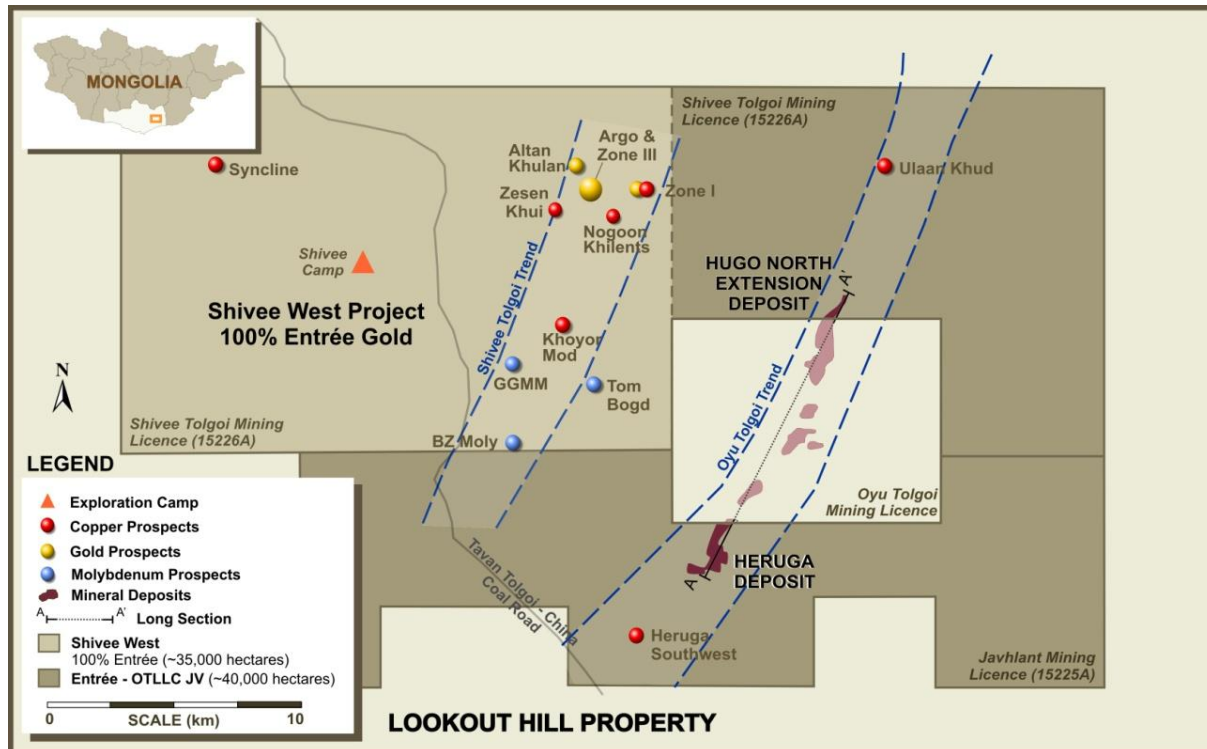 MONGOLIA
Shivee Tolgoi Mining
Licence (15226A)
Syncline
Altan
Khulan
Argo &
Zone III
Zone I
Ulaan Khud
Zesen
Khui
Nogoon
Khilents
Shivee
Camp
HUGO NORTH
EXTENSION
DEPOSIT
A'
Shivee West Project
100% Entrée Gold
Shivee Tolgoi Trend
Khoyor
Mod
GGMM
Tom
Bogd
N
Oyu Tolgoi Trend
Shivee Tolgoi Mining
Licence (15226A)
BZ Moly
Oyu Tolgoi
Mining Licence
HERUGA
DEPOSIT
A
Tavan Tolgoi - China
Coal Road
Heruga
Southwest
Javhlant Mining
Licence (15225A)
LEGEND
Exploration Camp
Copper Prospects
Gold Prospects
Molybdenum Prospects
Mineral Deposits
A A' Long Section
Shivee West
100% Entrée (~35,000 hectares)
Entrée - OTLLC JV (~40,000 hectares)
0 SCALE (km) 10
LOOKOUT HILL PROPERTY